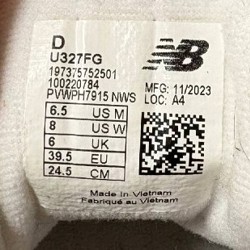 D
U327FG
197375752501
100220784
PVWPH7915 NWS
NB
MFG: 11/2023
LOC: A4
6.5 US M
8 US W
6 UK
39.5 EU
24.5 CM
Made in Vietnam
Fabriqué au Vietnam